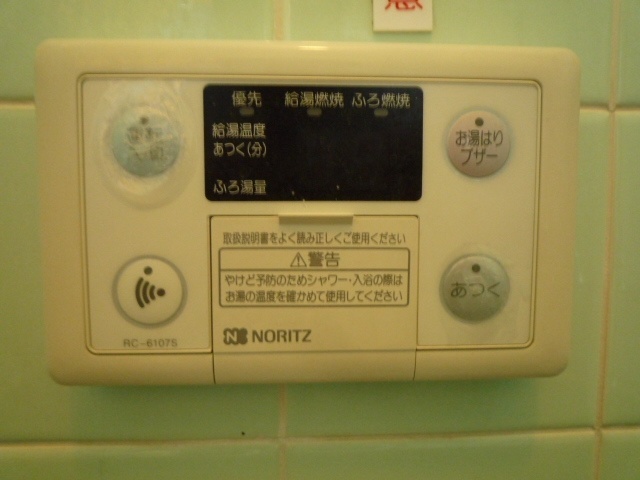 急
優先 給湯燃焼 ふろ燃焼
給湯温度
あつく(分)
ふろ湯量
お湯はり
ブザー
取扱説明書をよく読み正しくご使用ください
⚠警告
やけど予防のためシャワー・入浴の際は
お湯の温度を確かめて使用してください
あつく
NORITZ
RC-6107S